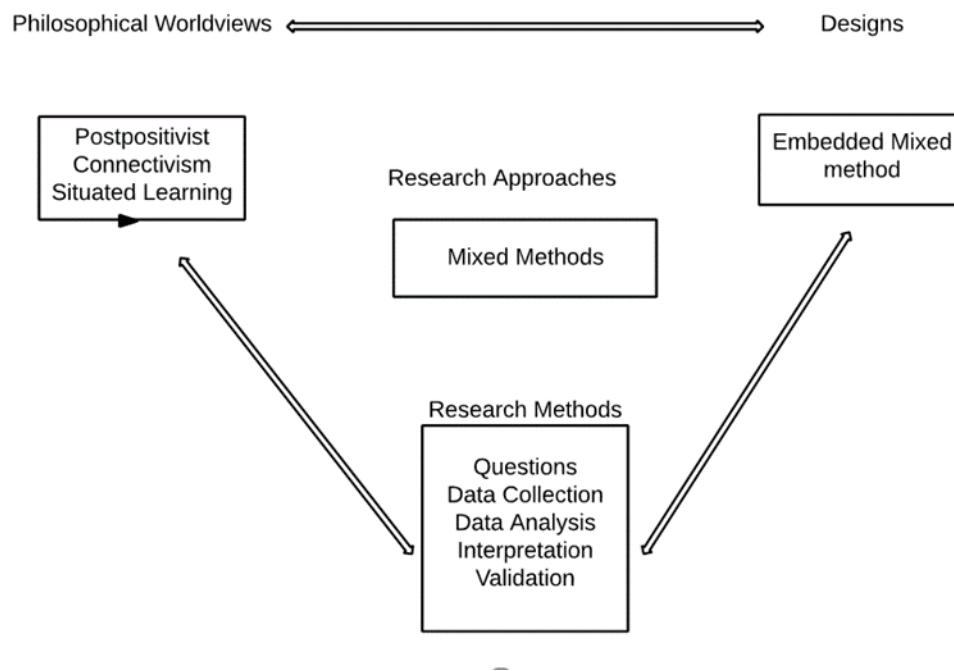 Philosophical Worldviews
Designs
Postpositivist
Connectivism
Situated Learning
Embedded Mixed
method
Research Approaches
Mixed Methods
Research Methods
Questions
Data Collection
Data Analysis
Interpretation
Validation